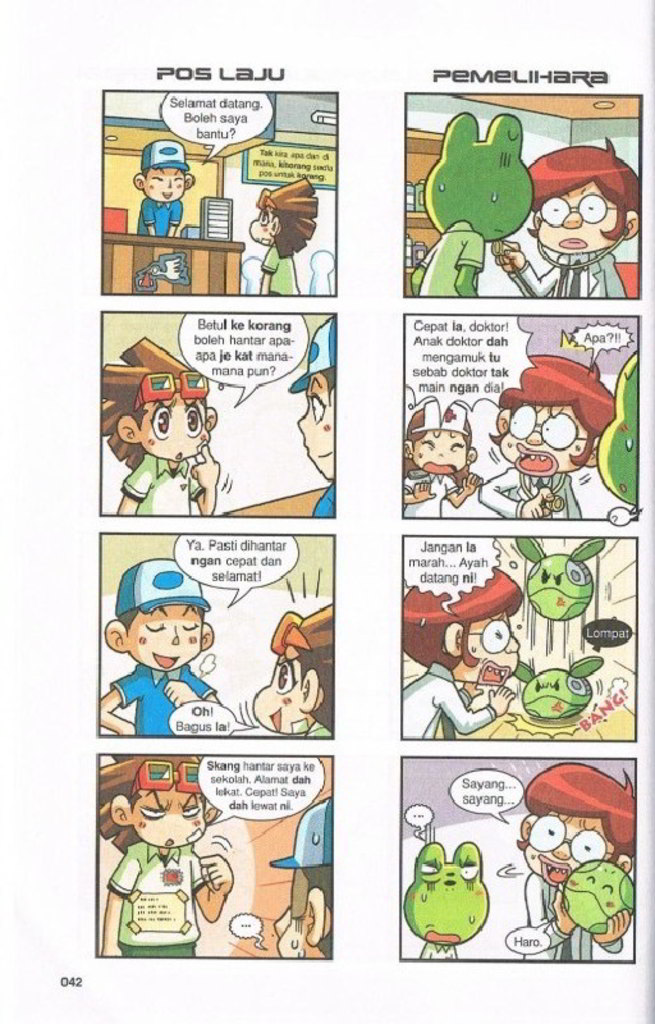 POS LAJU
Selamat datang.
Boleh saya
bantu?
Tak kira apa dan di
mana, kihorang sedia
pos untuk korang.
Betul ke korang
boleh hantar apa-
apa je kat mana-
mana pun?
Ya. Pasti dihantar
ngan cepat dan
selamat!
Oh!
Bagus la!
Skang hantar saya ke
sekolah. Alamat dah
lekat. Cepat! Saya
dah lewat nii.
...
PEMELIHARA
Cepat la, doktor!
Anak doktor dah
mengamuk tu
sebab doktor tak
main ngan dia!
Apa?!!
Jangan la
marah... Ayah
datang ni!
Lompat
BANG!
Sayang...
sayang...
...
Haro.
042